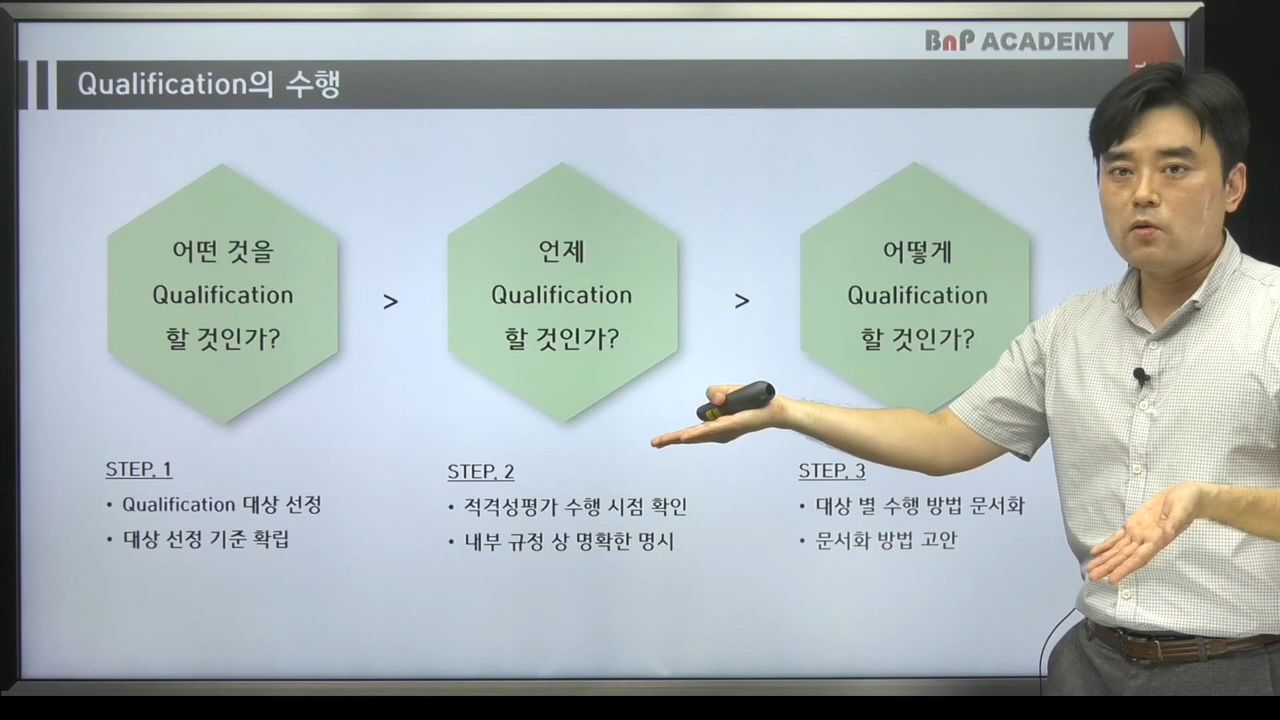 BnP ACADEMY
Qualification의 수행
어떤 것을
Qualification
할 것인가?
>
언제
Qualification
할 것인가?
>
어떻게
Qualification
할 것인가?
STEP. 1
• Qualification 대상 선정
• 대상 선정 기준 확립
STEP. 2
• 적격성평가 수행 시점 확인
• 내부 규정 상 명확한 명시
STEP. 3
• 대상 별 수행 방법 문서화
• 문서화 방법 고안